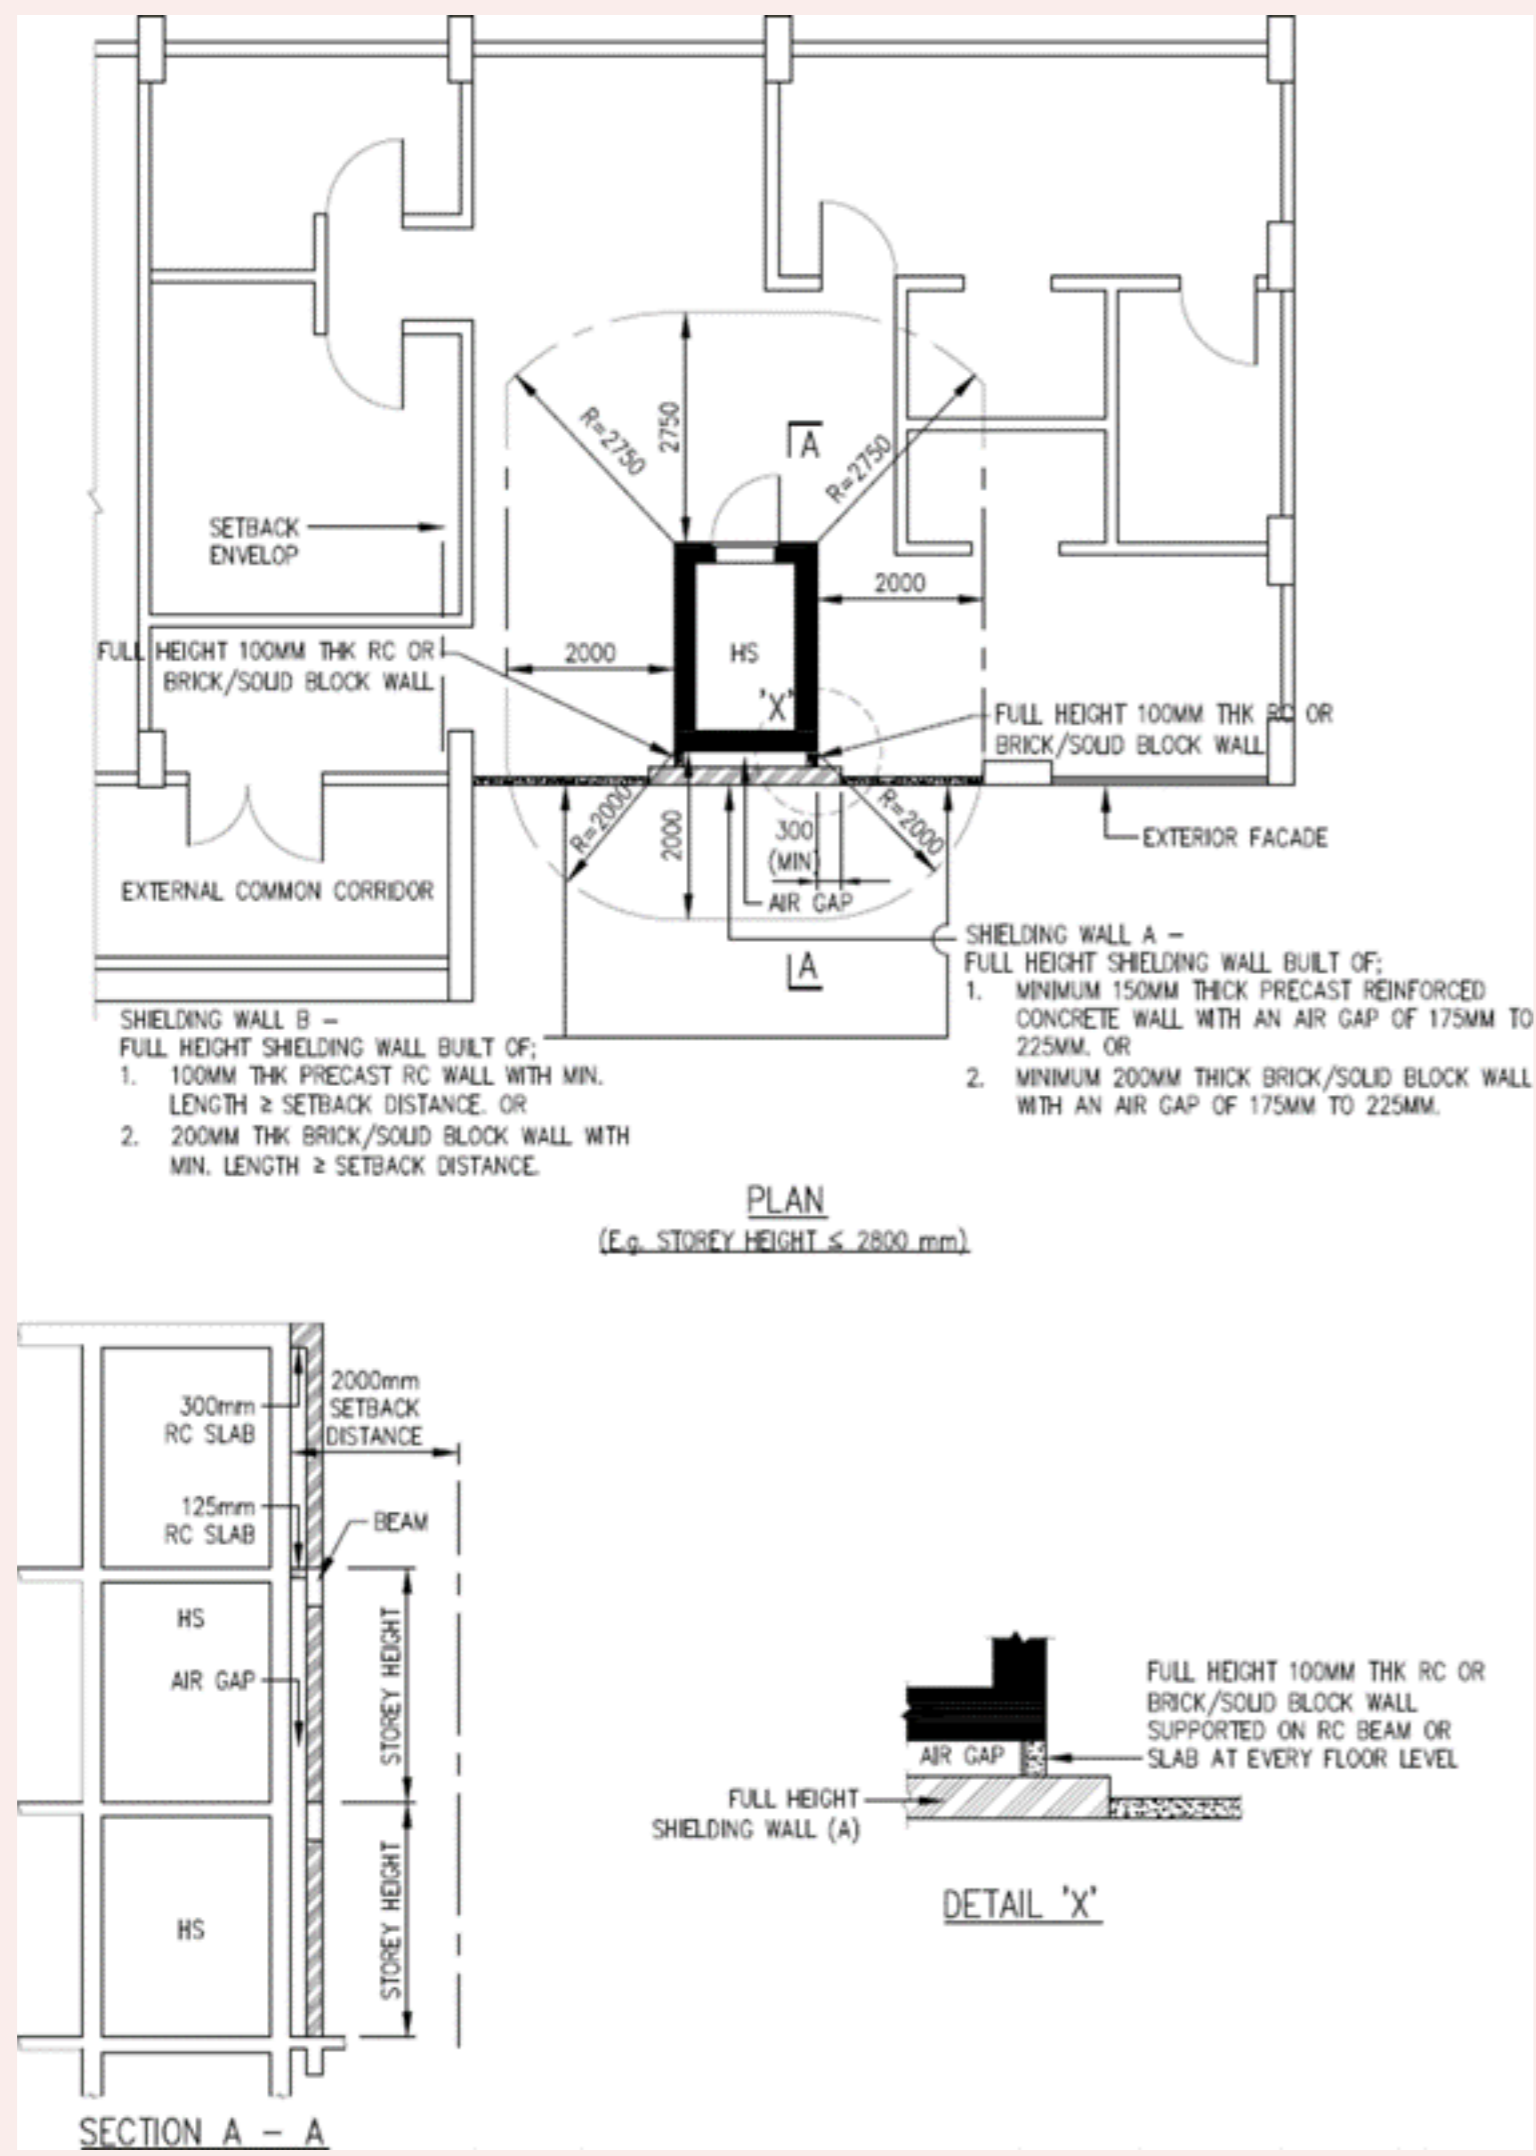 R=2750
2750
A
R=2750
SETBACK
ENVELOP
2000
FULL HEIGHT 100MM THK RC OR
BRICK/SOLID BLOCK WALL
2000
HS
'X'
FULL HEIGHT 100MM THK RC OR
BRICK/SOLID BLOCK WALL
R=2000
2000
300
(MIN)
R=2000
EXTERIOR FACADE
EXTERNAL COMMON CORRIDOR
AIR GAP
A
SHIELDING WALL A –
FULL HEIGHT SHIELDING WALL BUILT OF;
1. MINIMUM 150MM THICK PRECAST REINFORCED
CONCRETE WALL WITH AN AIR GAP OF 175MM TO
225MM. OR
2. MINIMUM 200MM THICK BRICK/SOLID BLOCK WALL
WITH AN AIR GAP OF 175MM TO 225MM.
SHIELDING WALL B –
FULL HEIGHT SHIELDING WALL BUILT OF;
1. 100MM THK PRECAST RC WALL WITH MIN.
LENGTH ≥ SETBACK DISTANCE. OR
2. 200MM THK BRICK/SOLID BLOCK WALL WITH
MIN. LENGTH ≥ SETBACK DISTANCE.
PLAN
(E.g. STOREY HEIGHT ≤ 2800 mm)
300mm
RC SLAB
2000mm
SETBACK
DISTANCE
125mm
RC SLAB
BEAM
HS
AIR GAP
STOREY HEIGHT
HS
STOREY HEIGHT
SECTION A – A
FULL HEIGHT 100MM THK RC OR
BRICK/SOLID BLOCK WALL
SUPPORTED ON RC BEAM OR
SLAB AT EVERY FLOOR LEVEL
AIR GAP
FULL HEIGHT
SHIELDING WALL (A)
DETAIL 'X'